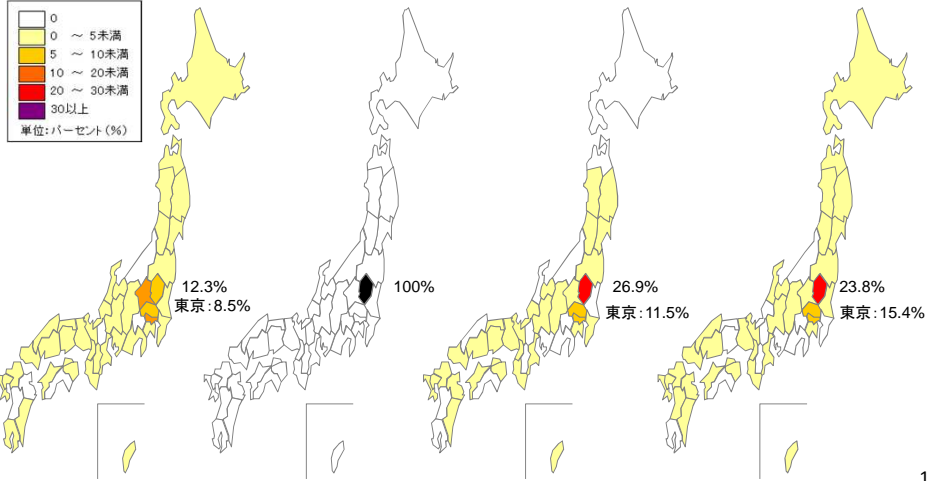 0
0 ～ 5未満
5 ～ 10未満
10 ～ 20未満
20 ～ 30未満
30以上
単位:パーセント(%)
12.3%
東京:8.5%
100%
26.9%
東京:11.5%
23.8%
東京:15.4%
1